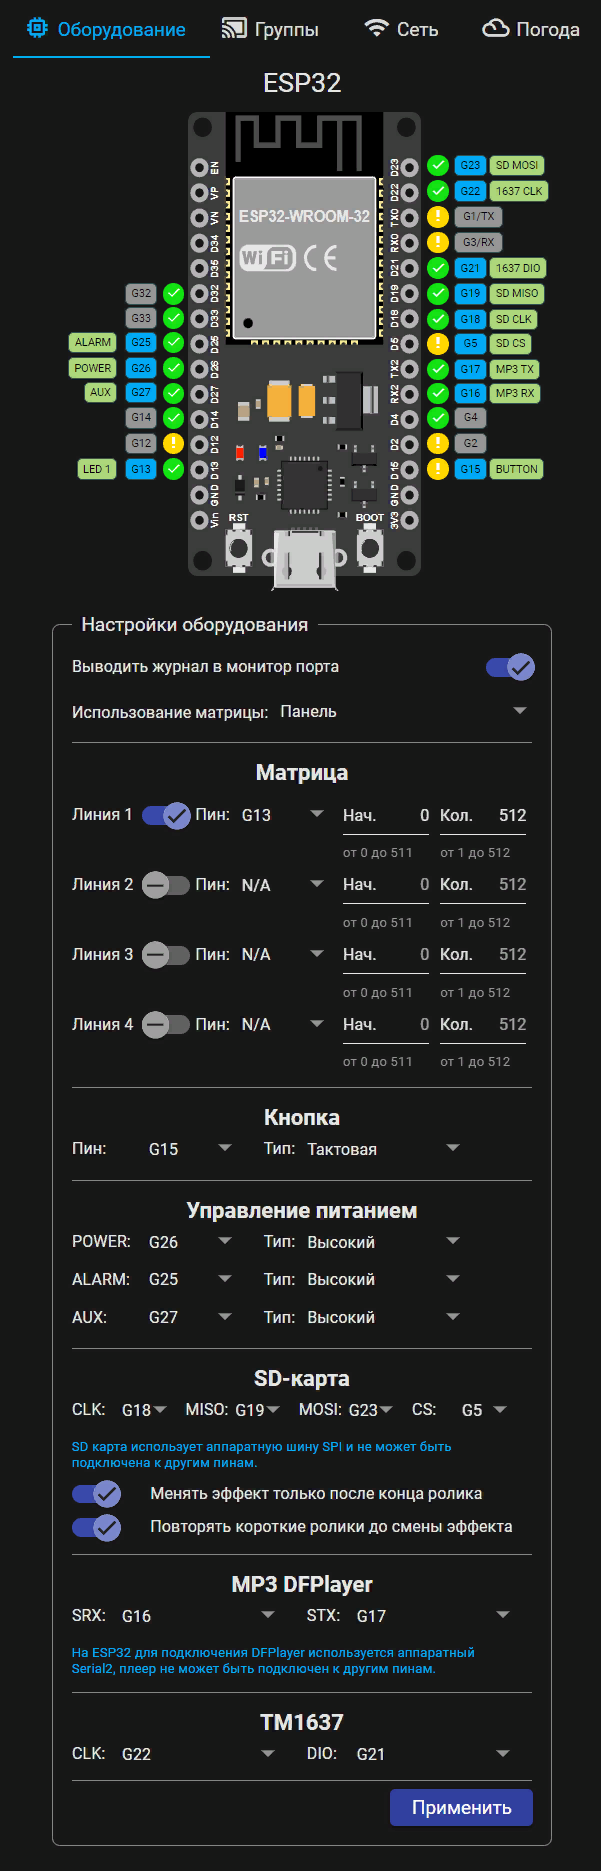 Оборудование Группы Сеть Погода
ESP32
EN D23 G23 SD MOSI
VP D22 G22 1637 CLK
VN ESP32-WROOM-32 TX0 G1/TX
D34 RX0 G3/RX
D35 WiFi CE D21 G21 1637 DIO
G32 D32 D19 G19 SD MISO
G33 D33 D18 G18 SD CLK
ALARM G25 D25 D5 G5 SD CS
POWER G26 D26 TX2 G17 MP3 TX
AUX G27 D27 RX2 G16 MP3 RX
G14 D14 D4 G4
G12 D12 D2 G2
LED 1 G13 D13 D15 G15 BUTTON
GND GND
Vin RST BOOT 3V3
Настройки оборудования
Выводить журнал в монитор порта
Использование матрицы: Панель
Матрица
Линия 1 Пин: G13 Нач. 0 Кол. 512
от 0 до 511 от 1 до 512
Линия 2 Пин: N/A Нач. 0 Кол. 512
от 0 до 511 от 1 до 512
Линия 3 Пин: N/A Нач. 0 Кол. 512
от 0 до 511 от 1 до 512
Линия 4 Пин: N/A Нач. 0 Кол. 512
от 0 до 511 от 1 до 512
Кнопка
Пин: G15 Тип: Тактовая
Управление питанием
POWER: G26 Тип: Высокий
ALARM: G25 Тип: Высокий
AUX: G27 Тип: Высокий
SD-карта
CLK: G18 MISO: G19 MOSI: G23 CS: G5
SD карта использует аппаратную шину SPI и не может быть
подключена к другим пинам.
Менять эффект только после конца ролика
Повторять короткие ролики до смены эффекта
MP3 DFPlayer
SRX: G16 STX: G17
На ESP32 для подключения DFPlayer используется аппаратный
Serial2, плеер не может быть подключен к другим пинам.
TM1637
CLK: G22 DIO: G21
Применить